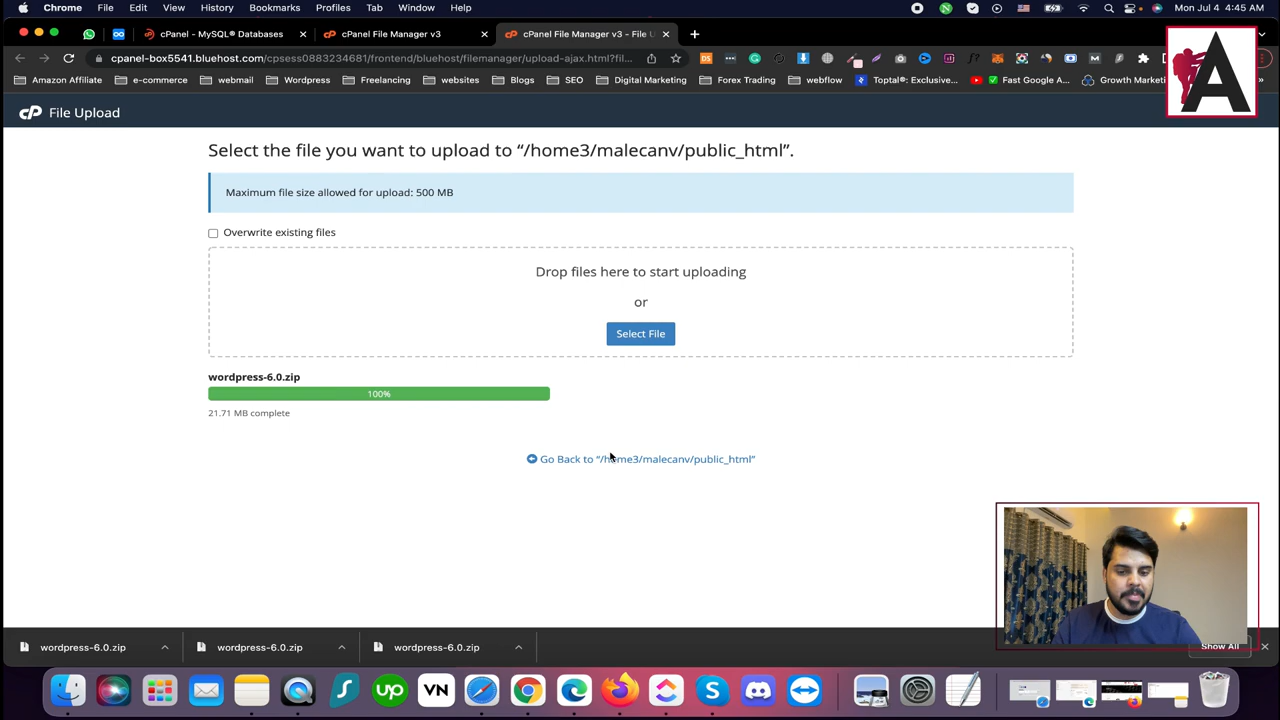 Chrome File Edit View History Bookmarks Profiles Tab Window Help Mon Jul 4 4:45 AM
cPanel - MySQL® Databases cPanel File Manager v3 cPanel File Manager v3 - File U
cpanel-box5541.bluehost.com/cpsess0883234681/frontend/bluehost/filemanager/upload-ajax.html?fil...
Amazon Affiliate e-commerce webmail Wordpress Freelancing websites Blogs SEO Digital Marketing Forex Trading webflow Toptal®: Exclusive... Fast Google A... Growth Marketi
A
cP File Upload
Select the file you want to upload to “/home3/malecanv/public_html”.
Maximum file size allowed for upload: 500 MB
Overwrite existing files
Drop files here to start uploading
or
Select File
wordpress-6.0.zip
100%
21.71 MB complete
Go Back to “/home3/malecanv/public_html”
wordpress-6.0.zip wordpress-6.0.zip wordpress-6.0.zip Show All
up VN